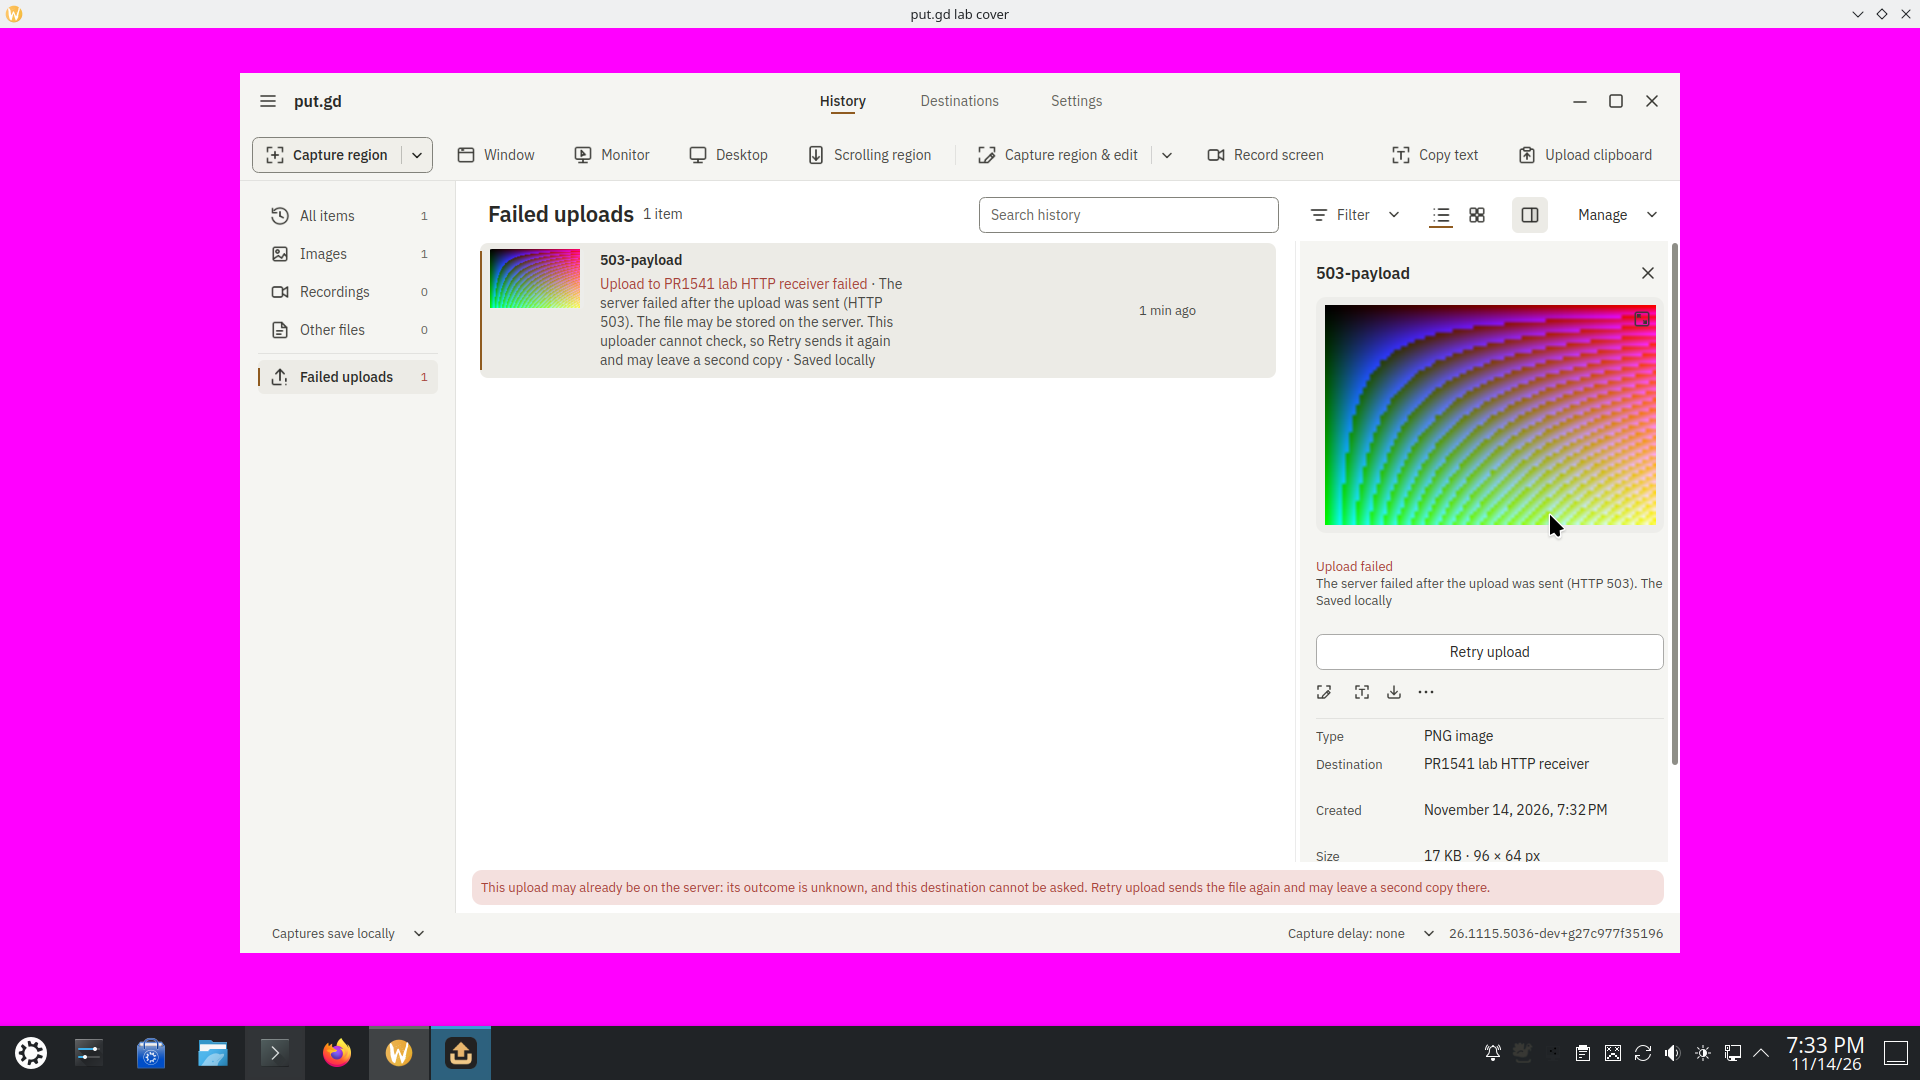 put.gd lab cover
put.gd
History
Destinations
Settings
Capture region
Window
Monitor
Desktop
Scrolling region
Capture region & edit
Record screen
Copy text
Upload clipboard
All items 1
Images 1
Recordings 0
Other files 0
Failed uploads 1
Failed uploads 1 item
Search history
Filter
Manage
503-payload
Upload to PR1541 lab HTTP receiver failed · The
server failed after the upload was sent (HTTP
503). The file may be stored on the server. This
uploader cannot check, so Retry sends it again
and may leave a second copy · Saved locally
1 min ago
503-payload
Upload failed
The server failed after the upload was sent (HTTP 503). The
Saved locally
Retry upload
Type PNG image
Destination PR1541 lab HTTP receiver
Created November 14, 2026, 7:32 PM
Size 17 KB · 96 × 64 px
This upload may already be on the server: its outcome is unknown, and this destination cannot be asked. Retry upload sends the file again and may leave a second copy there.
Captures save locally
Capture delay: none
26.1115.5036-dev+g27c977f35196
7:33 PM
11/14/26